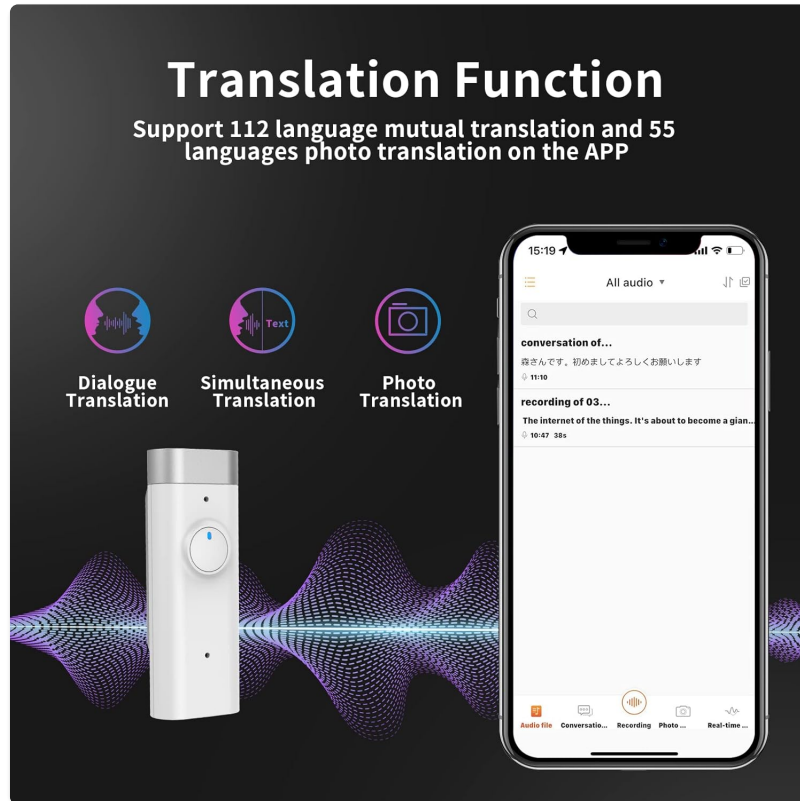 Translation Function
Support 112 language mutual translation and 55
languages photo translation on the APP
Text
Dialogue
Translation
Simultaneous
Translation
Photo
Translation
15:19
All audio
conversation of...
森さんです。初めましてよろしくお願いします
11:10
recording of 03...
The internet of the things. It's about to become a gian...
10:47 38s
Audio file
Conversatio...
Recording
Photo ...
Real-time ...